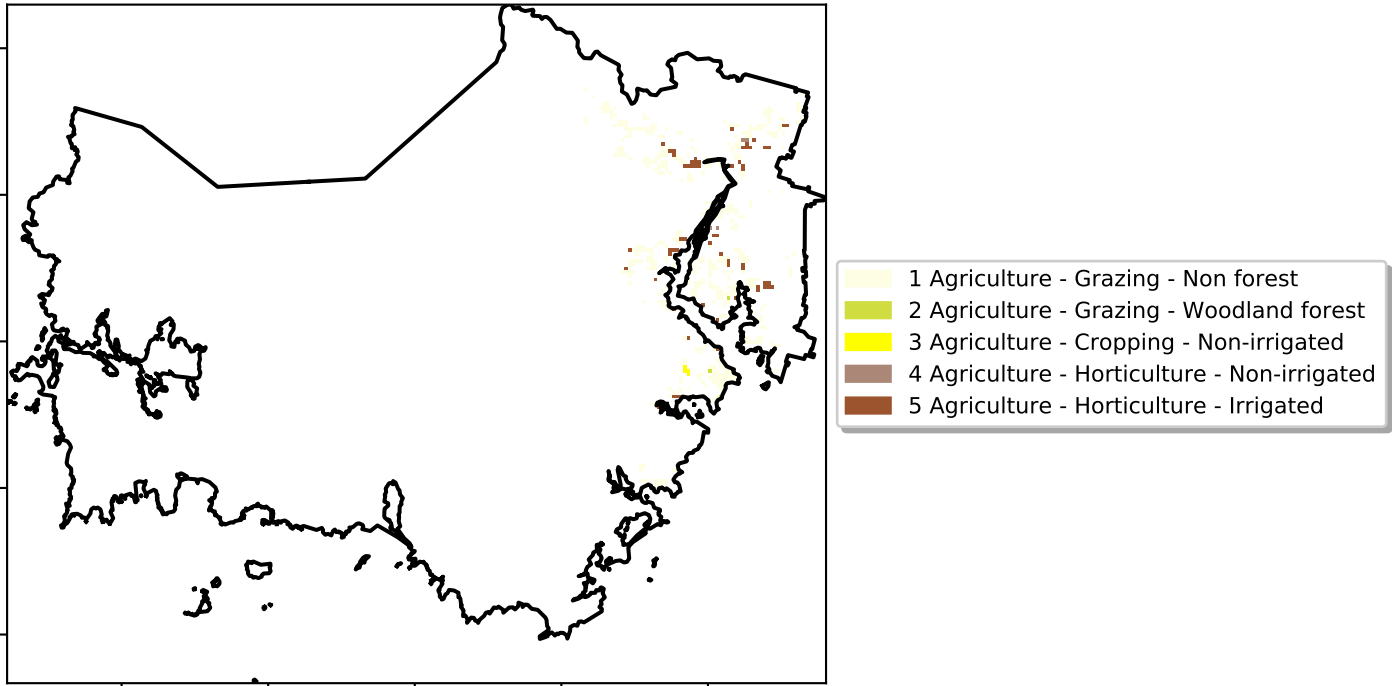 1 Agriculture - Grazing - Non forest
2 Agriculture - Grazing - Woodland forest
3 Agriculture - Cropping - Non-irrigated
4 Agriculture - Horticulture - Non-irrigated
5 Agriculture - Horticulture - Irrigated